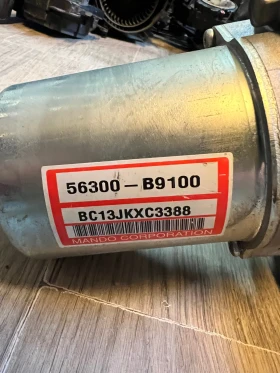 56300-B9100
BC13JKXC3388
MANDO CORPORATION